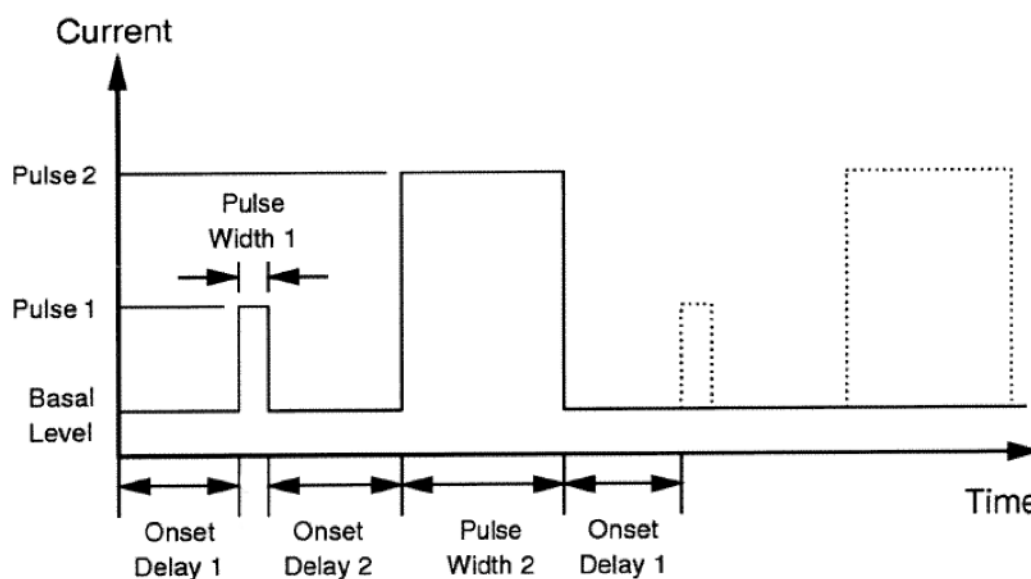 Current
Pulse 2
Pulse
Width 1
Pulse 1
Basal
Level
Time
Onset
Delay 1
Onset
Delay 2
Pulse
Width 2
Onset
Delay 1